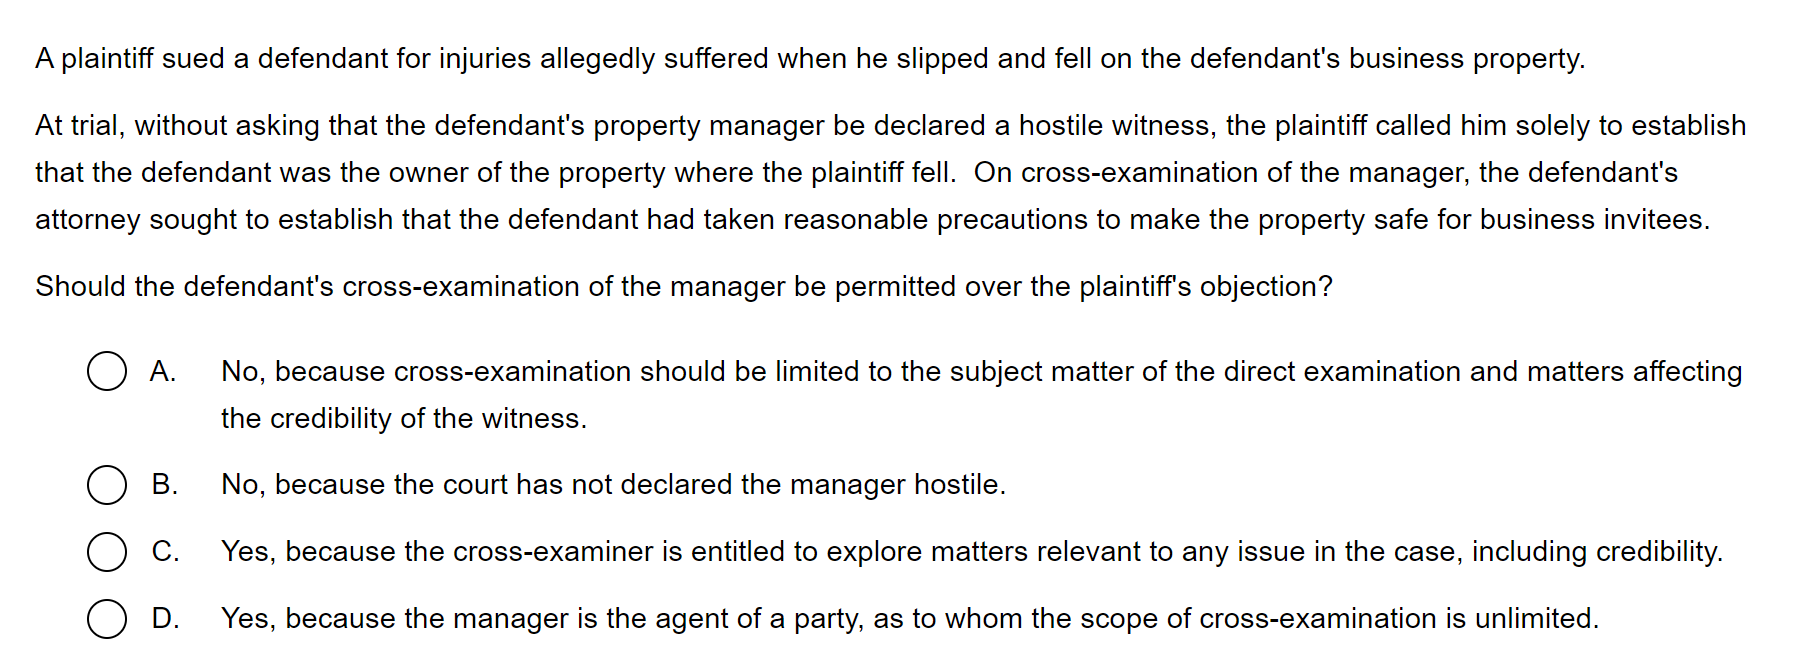 A plaintiff sued a defendant for injuries allegedly suffered when he slipped and fell on the defendant's business property.
At trial, without asking that the defendant's property manager be declared a hostile witness, the plaintiff called him solely to establish
that the defendant was the owner of the property where the plaintiff fell.  On cross-examination of the manager, the defendant's
attorney sought to establish that the defendant had taken reasonable precautions to make the property safe for business invitees.
Should the defendant's cross-examination of the manager be permitted over the plaintiff's objection?
A. No, because cross-examination should be limited to the subject matter of the direct examination and matters affecting
the credibility of the witness.
B. No, because the court has not declared the manager hostile.
C. Yes, because the cross-examiner is entitled to explore matters relevant to any issue in the case, including credibility.
D. Yes, because the manager is the agent of a party, as to whom the scope of cross-examination is unlimited.